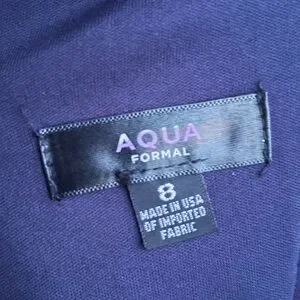 AQUA
FORMAL
8
MADE IN USA
OF IMPORTED
FABRIC